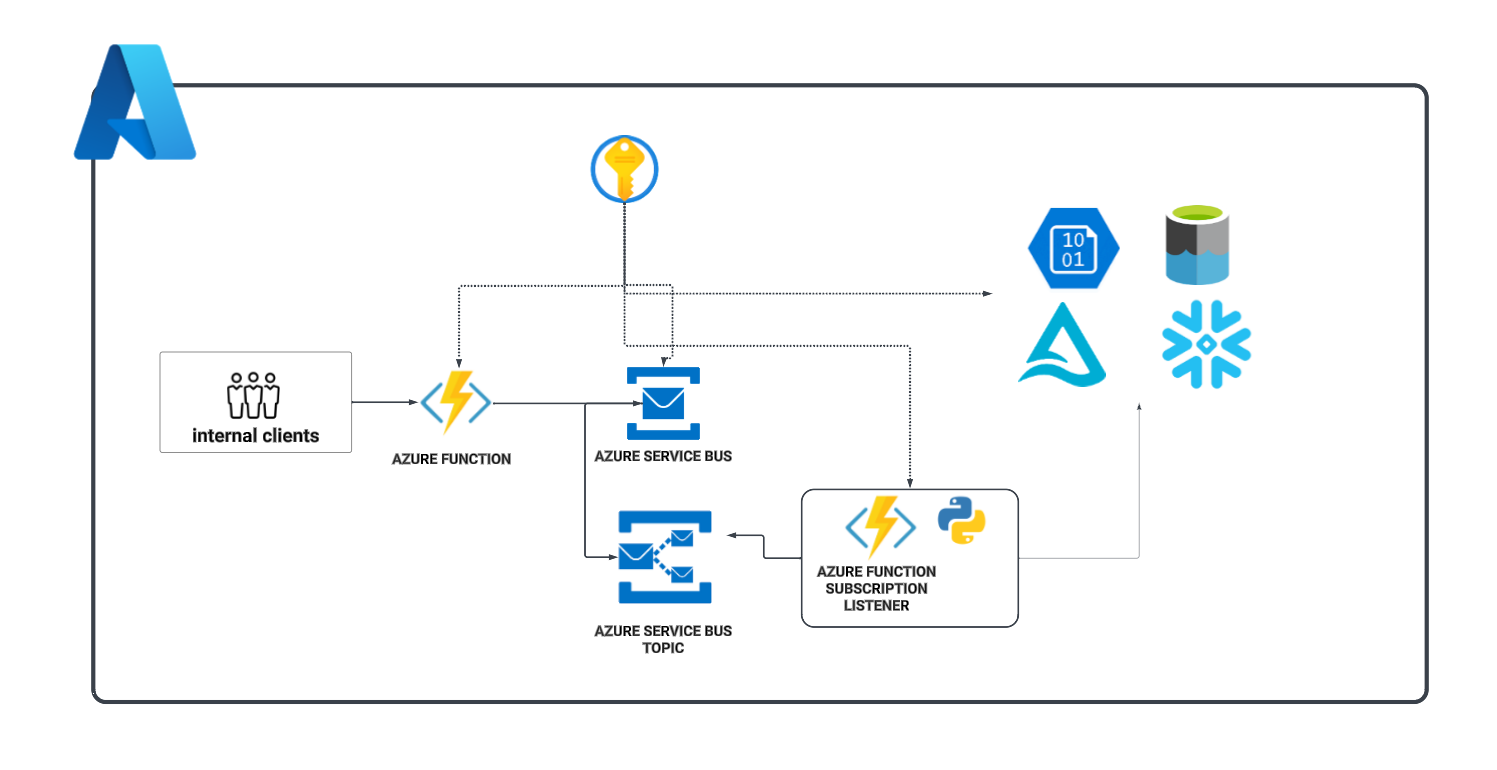 10
01
internal clients
AZURE FUNCTION
AZURE SERVICE BUS
AZURE FUNCTION
SUBSCRIPTION
LISTENER
AZURE SERVICE BUS
TOPIC